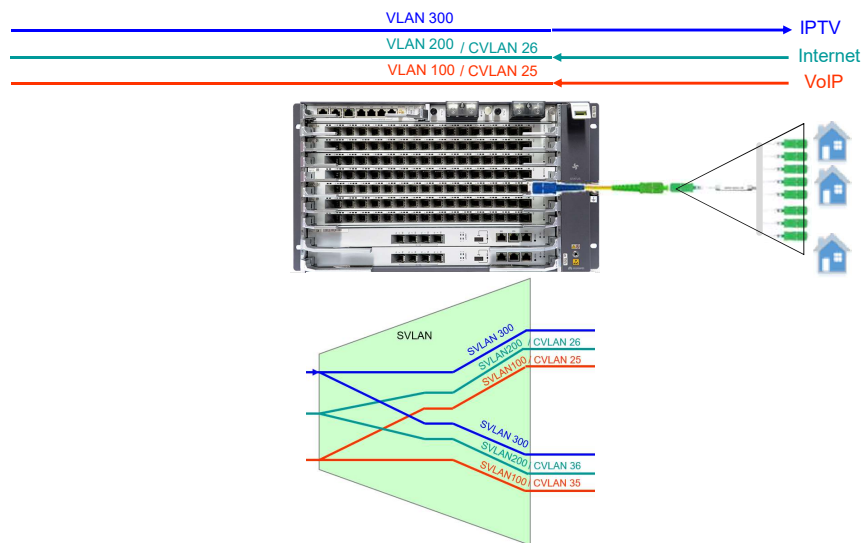 VLAN 300
IPTV
VLAN 200 / CVLAN 26
Internet
VLAN 100 / CVLAN 25
VoIP
SVLAN
SVLAN 300
SVLAN200 / CVLAN 26
SVLAN100 / CVLAN 25
SVLAN 300
SVLAN200 / CVLAN 36
SVLAN100 / CVLAN 35